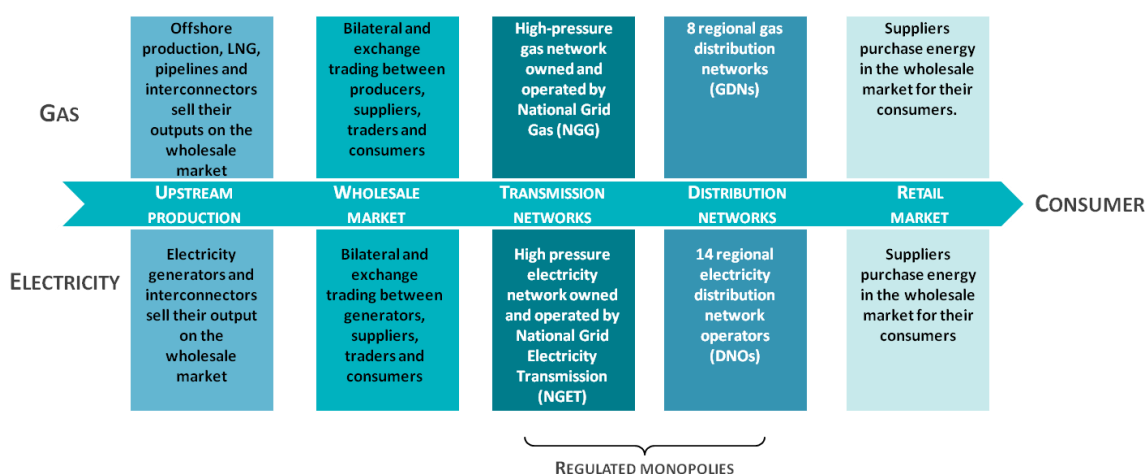 Offshore
production, LNG,
pipelines and
interconnectors
sell their
outputs on the
wholesale
market
Bilateral and
exchange
trading between
producers,
suppliers,
traders and
consumers
High-pressure
gas network
owned and
operated by
National Grid
Gas (NGG)
8 regional gas
distribution
networks
(GDNs)
Suppliers
purchase energy
in the wholesale
market for their
consumers.
GAS
UPSTREAM
PRODUCTION
WHOLESALE
MARKET
TRANSMISSION
NETWORKS
DISTRIBUTION
NETWORKS
RETAIL
MARKET
CONSUMER
ELECTRICITY
Electricity
generators and
interconnectors
sell their output
on the
wholesale
market
Bilateral and
exchange
trading between
generators,
suppliers,
traders and
consumers
High pressure
electricity
network owned
and operated by
National Grid
Electricity
Transmission
(NGET)
14 regional
electricity
distribution
network
operators
(DNOs)
Suppliers
purchase energy
in the wholesale
market for their
consumers
REGULATED MONOPOLIES